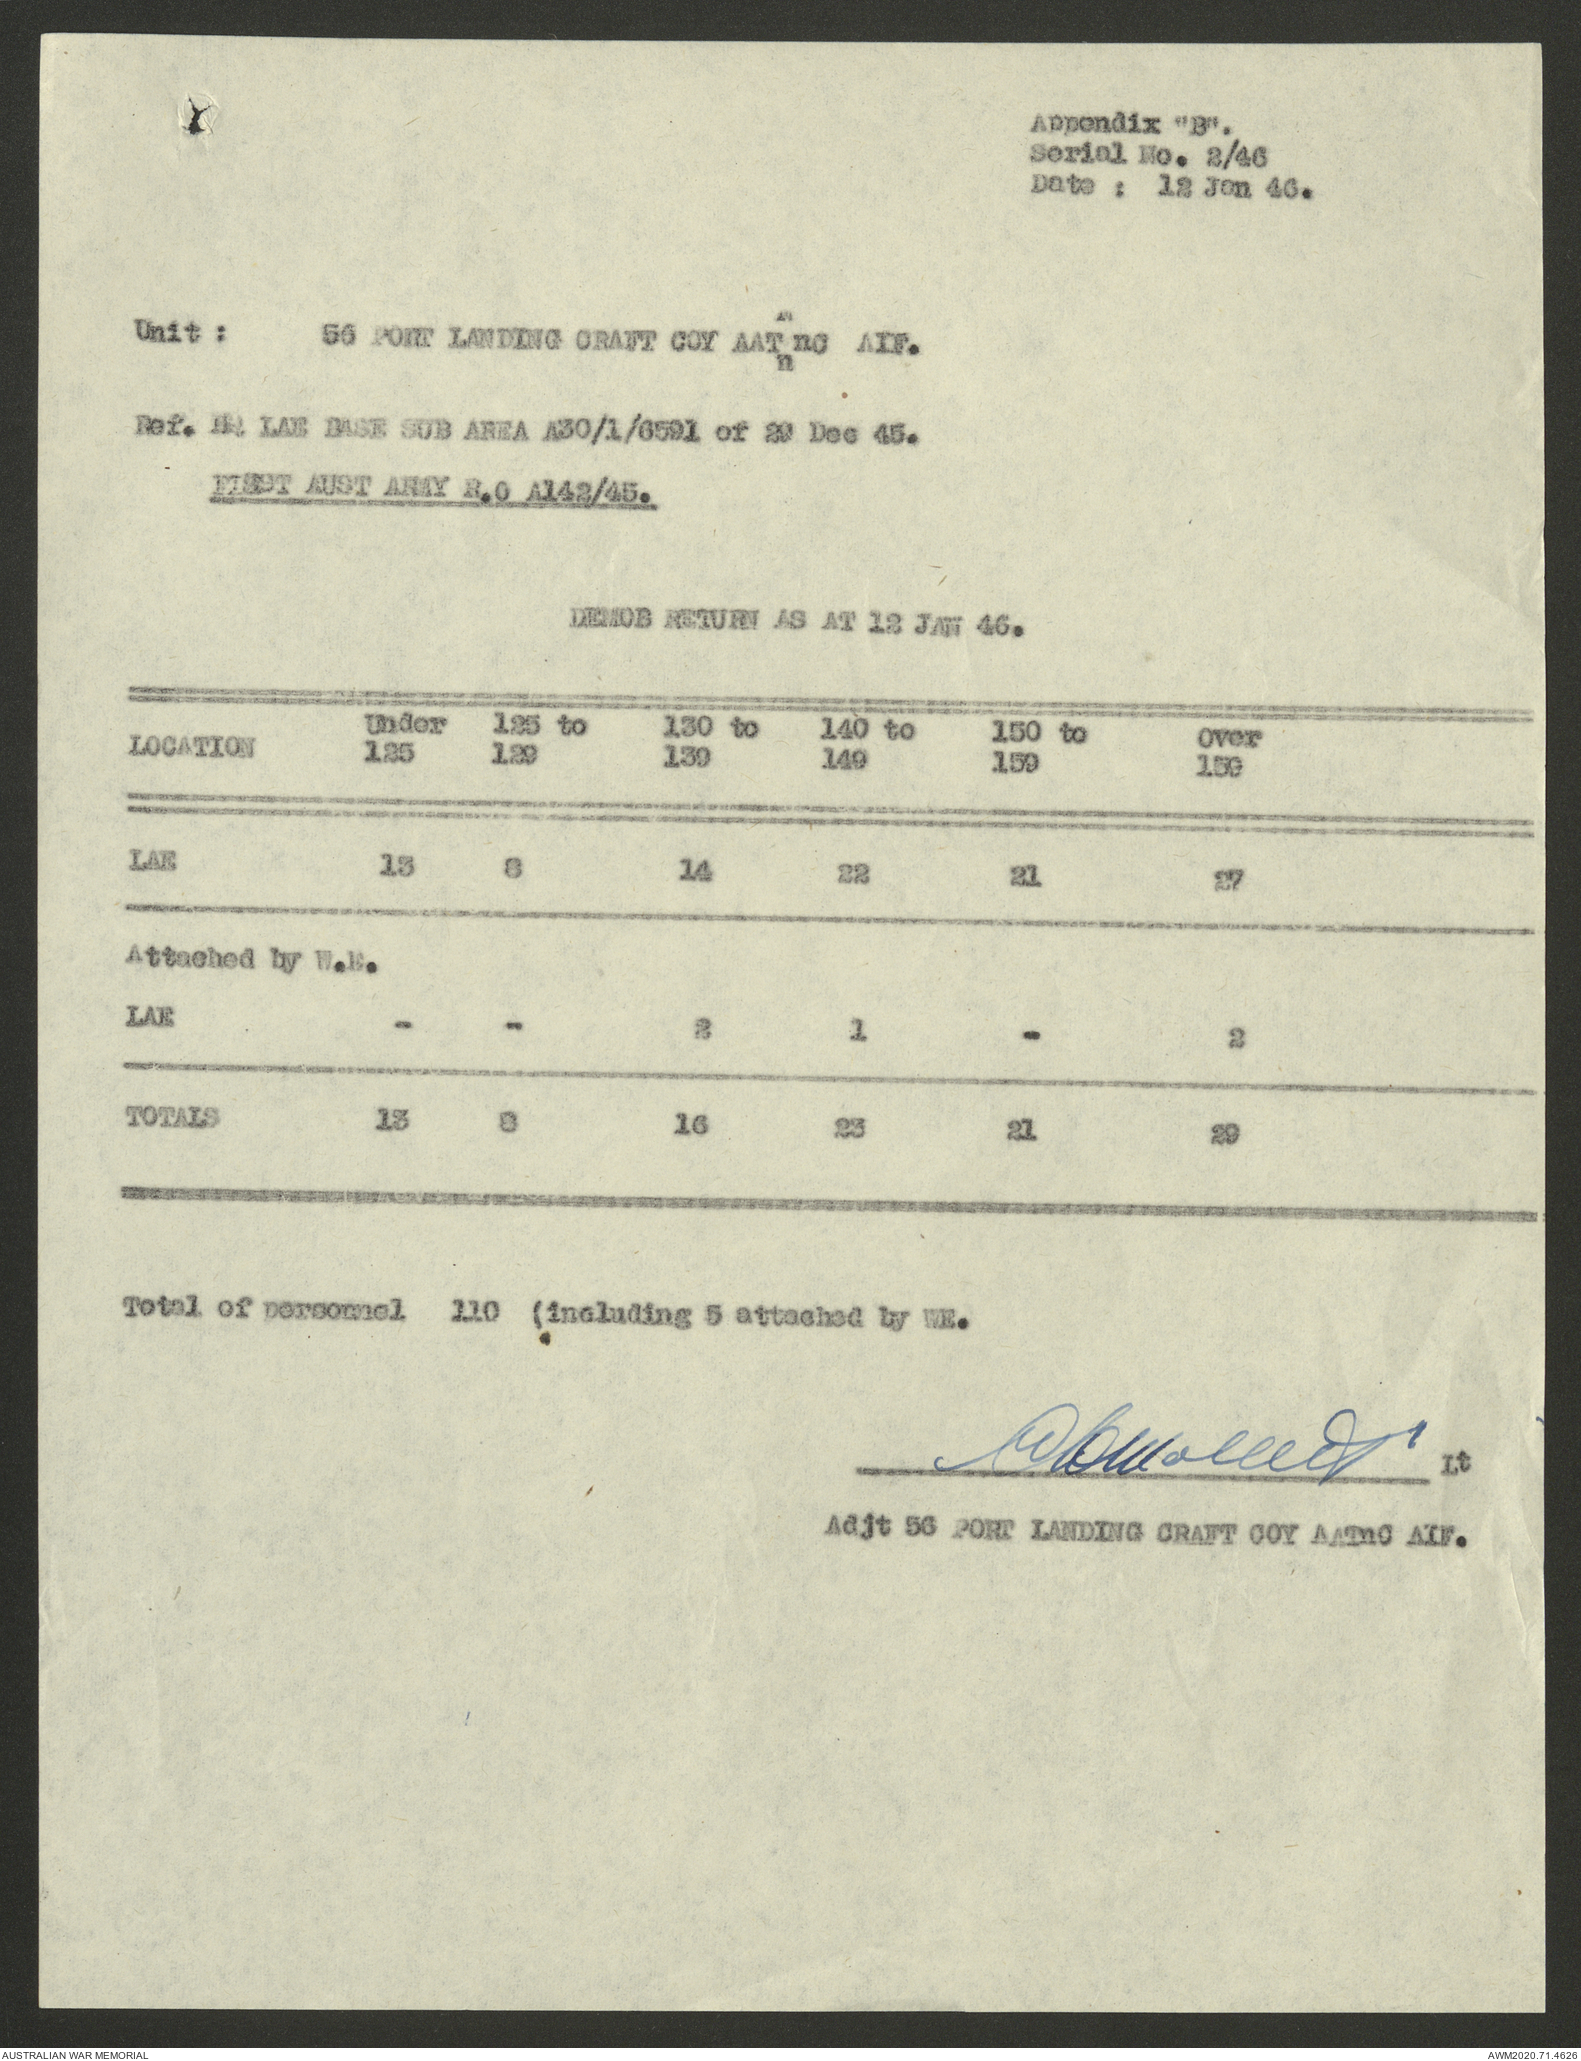 Appendix "B".
Serial No. 2/46
Date : 12 Jan 46.
Unit : 56 PORT LANDING CRAFT COY AATnC AIF.
n
Ref. HQ LAE BASE SUB AREA A30/1/6591 of 29 Dec 45.
FIRST AUST ARMY R.O A142/45.
DEMOB RETURN AS AT 12 JAN 46.
LOCATION Under 125 125 to 129 130 to 139 140 to 149 150 to 159 Over 159
LAE 13 8 14 22 21 27
Attached by W.E.
LAE - - 2 1 - 2
TOTALS 13 8 16 23 21 29
Total of personnel 110 (including 5 attached by WE.
Lt
Adjt 56 PORT LANDING CRAFT COY AATnC AIF.
AUSTRALIAN WAR MEMORIAL
AWM2020.71.4626